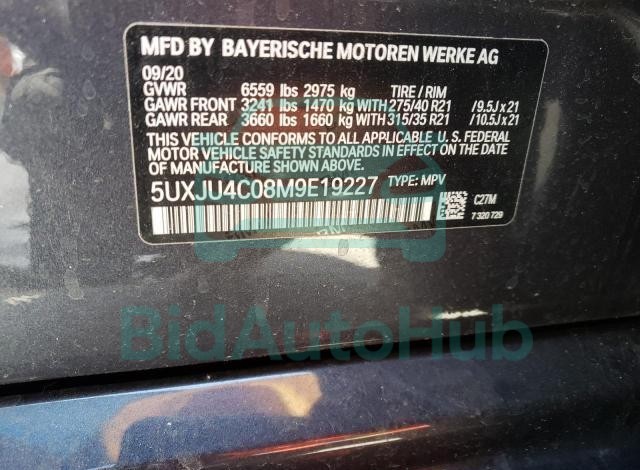 MFD BY BAYERISCHE MOTOREN WERKE AG
09/20
GVWR 6559 lbs 2975 kg TIRE / RIM
GAWR FRONT 3241 lbs 1470 kg WITH 275/40 R21 / 9.5J x 21
GAWR REAR 3660 lbs 1660 kg WITH 315/35 R21 / 10.5J x 21
THIS VEHICLE CONFORMS TO ALL APPLICABLE U. S. FEDERAL
MOTOR VEHICLE SAFETY STANDARDS IN EFFECT ON THE DATE
OF MANUFACTURE SHOWN ABOVE.
5UXJU4C08M9E19227 TYPE: MPV
C27M
7 320 729
BidAutoHub